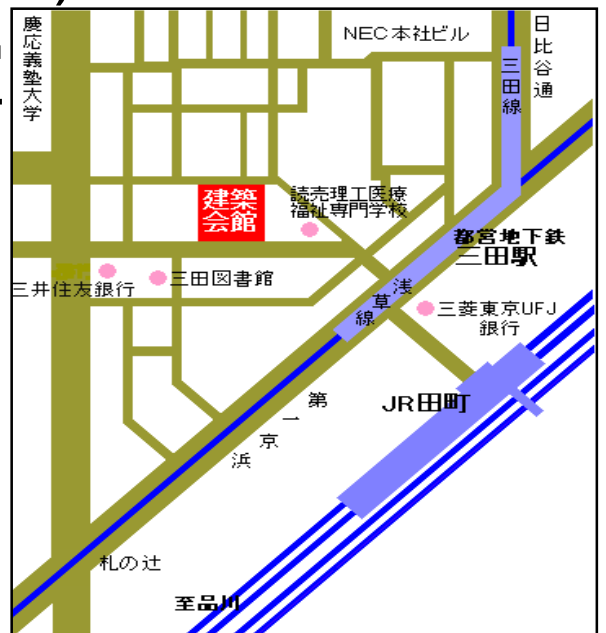 慶応義塾大学
NEC本社ビル
日比谷通
三田線
建築
会館
読売理工医療
福祉専門学校
都営地下鉄
三田駅
三井住友銀行
三田図書館
浅草線
三菱東京UFJ
銀行
JR田町
第一京浜
札の辻
至品川